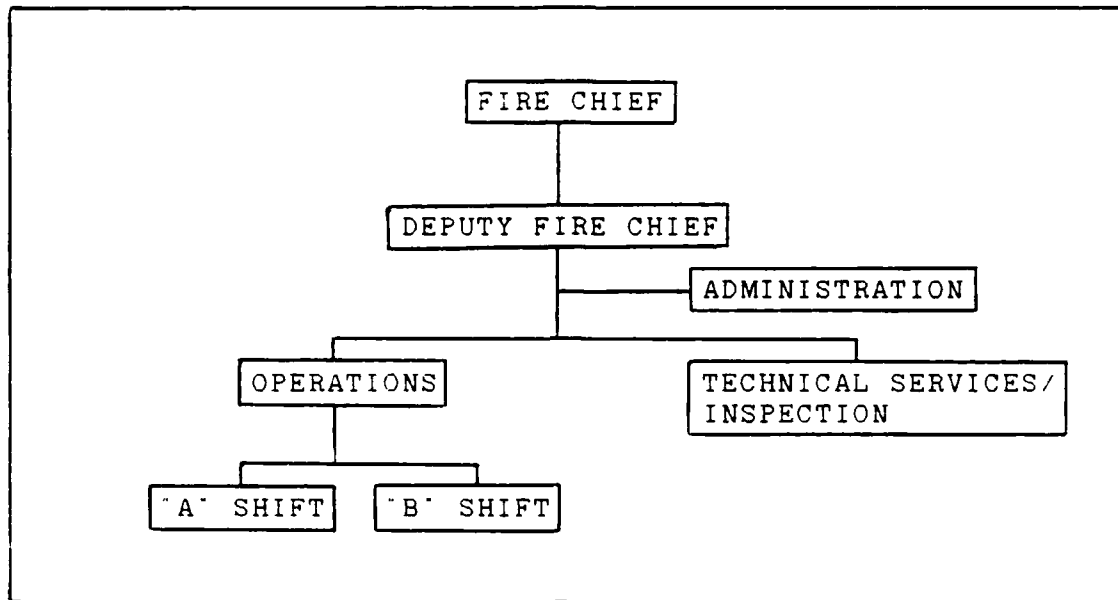 FIRE CHIEF
DEPUTY FIRE CHIEF
ADMINISTRATION
OPERATIONS
TECHNICAL SERVICES/
INSPECTION
"A" SHIFT
"B" SHIFT